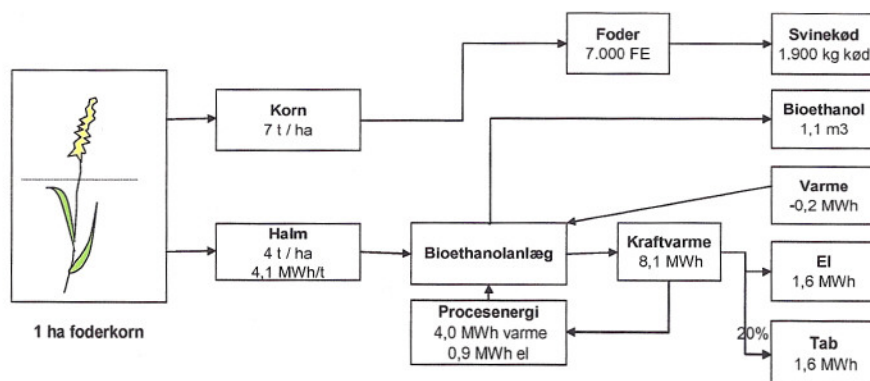 Foder
7.000 FE
Svinekød
1.900 kg kød
Korn
7 t / ha
Bioethanol
1,1 m3
Varme
-0,2 MWh
Halm
4 t / ha
4,1 MWh/t
Bioethanolanlæg
Kraftvarme
8,1 MWh
El
1,6 MWh
Procesenergi
4,0 MWh varme
0,9 MWh el
20%
Tab
1,6 MWh
1 ha foderkorn